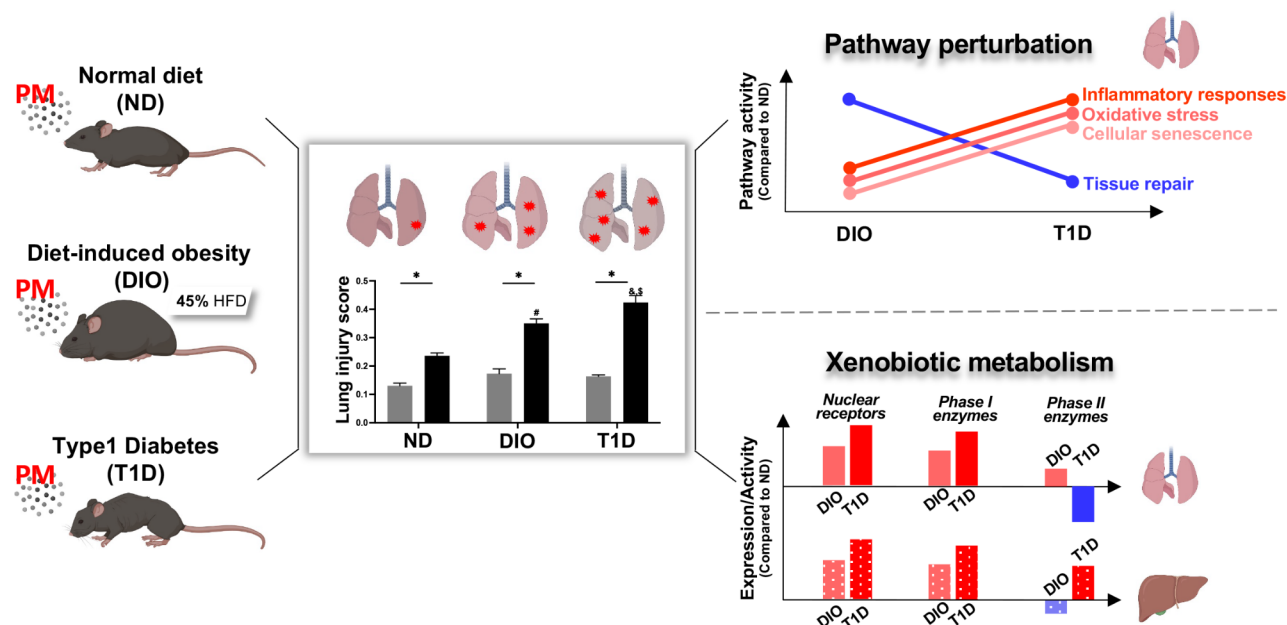 PM
Normal diet
(ND)
PM
Diet-induced obesity
(DIO)
45% HFD
PM
Type1 Diabetes
(T1D)
Lung injury score
0.5
0.4
0.3
0.2
0.1
0.0
*
*
*
#
&,$
ND
DIO
T1D
Pathway perturbation
Pathway activity
(Compared to ND)
Inflammatory responses
Oxidative stress
Cellular senescence
Tissue repair
DIO
T1D
Xenobiotic metabolism
Expression/Activity
(Compared to ND)
Nuclear
receptors
Phase I
enzymes
Phase II
enzymes
DIO
T1D
DIO
T1D
DIO
T1D
DIO
T1D
DIO
T1D
DIO
T1D